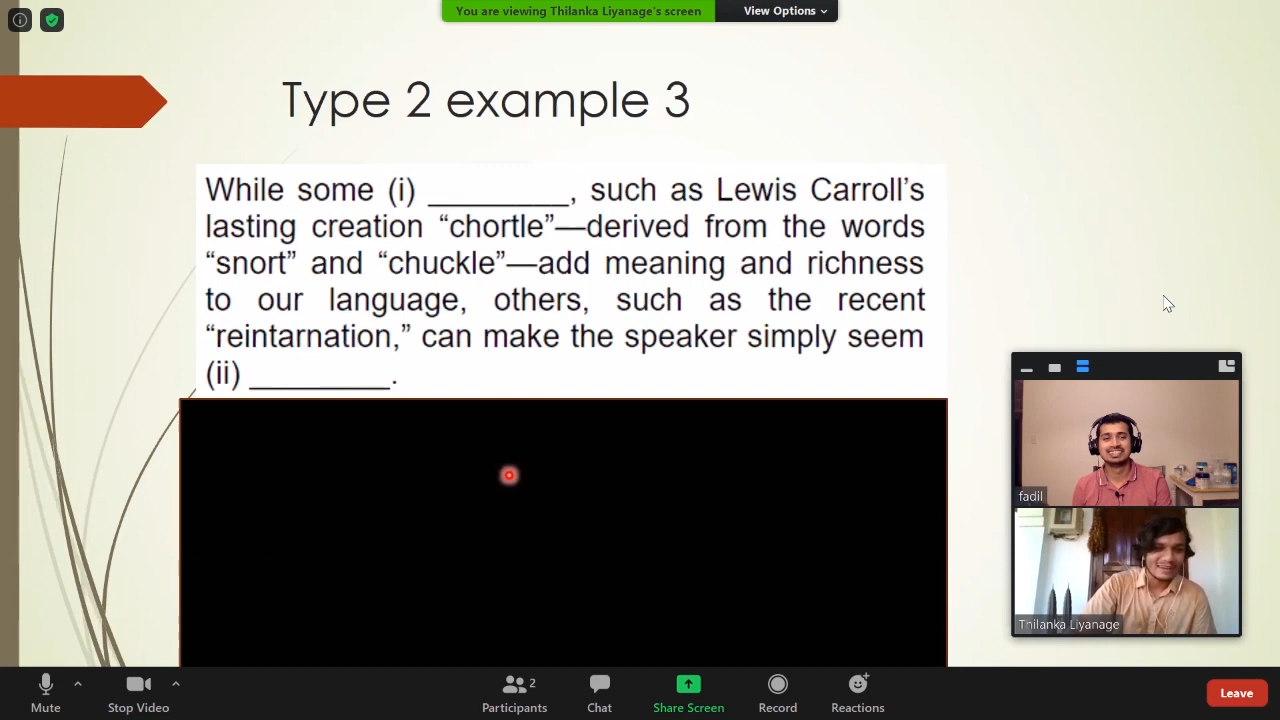 You are viewing Thilanka Liyanage's screen
View Options
Type 2 example 3
While some (i) _________, such as Lewis Carroll’s
lasting creation “chortle”—derived from the words
“snort” and “chuckle”—add meaning and richness
to our language, others, such as the recent
“reintarnation,” can make the speaker simply seem
(ii) _________.
fadil
Thilanka Liyanage
Mute
Stop Video
2
Participants
Chat
Share Screen
Record
Reactions
Leave